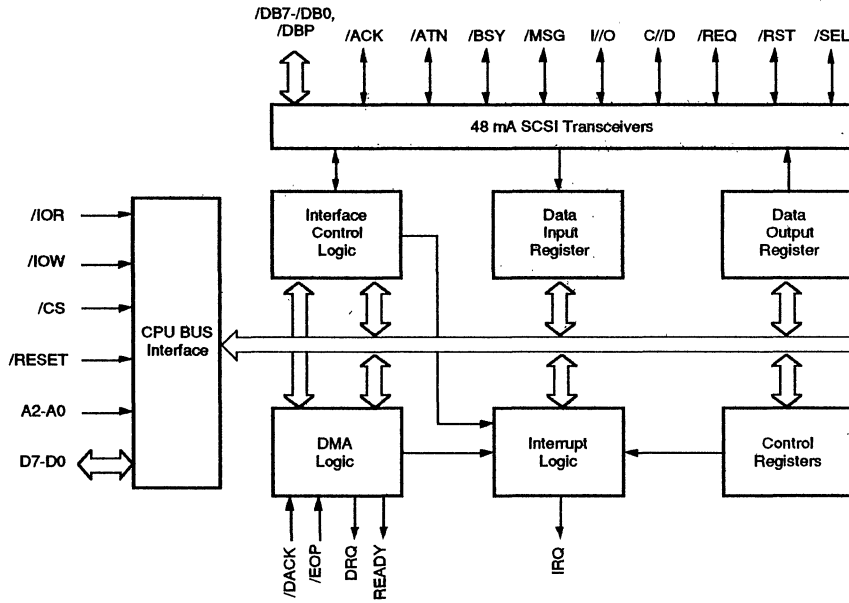 /DB7-/DB0,
/DBP
/ACK
/ATN
/BSY
/MSG
I//O
C//D
/REQ
/RST
/SEL
48 mA SCSI Transceivers
/IOR
/IOW
/CS
/RESET
A2-A0
D7-D0
CPU BUS
Interface
Interface
Control
Logic
Data
Input
Register
Data
Output
Register
DMA
Logic
Interrupt
Logic
Control
Registers
/DACK
/EOP
DRQ
READY
IRQ